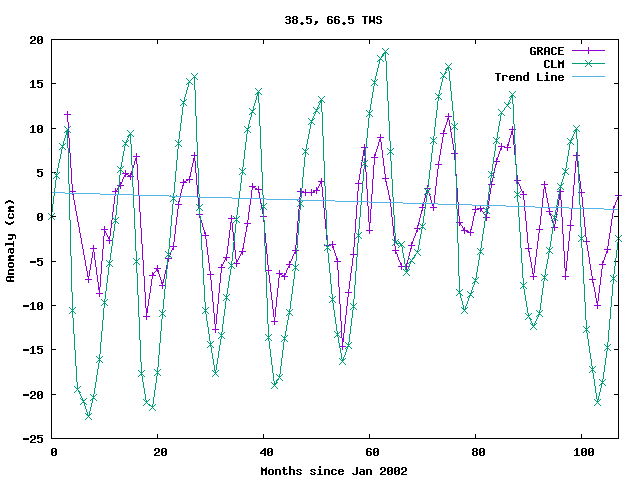 38.5, 66.5 TWS
GRACE
CLM
Trend Line
20
15
10
5
0
-5
-10
-15
-20
-25
Anomaly (cm)
0 20 40 60 80 100
Months since Jan 2002